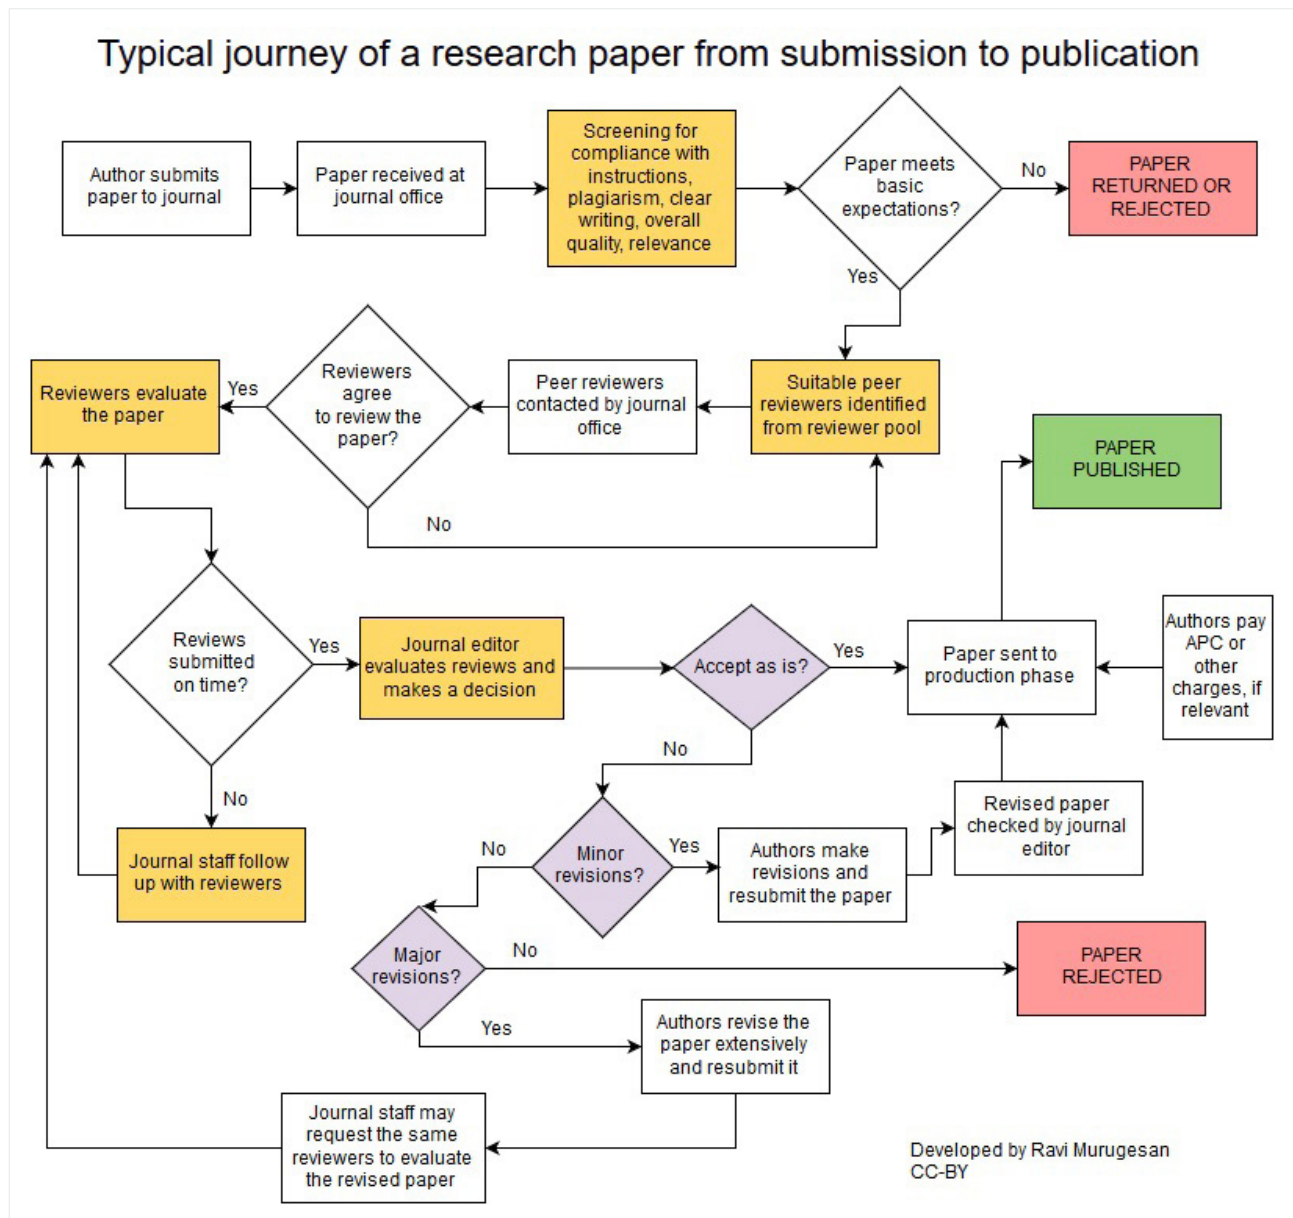 Typical journey of a research paper from submission to publication
Author submits
paper to journal
Paper received at
journal office
Screening for
compliance with
instructions,
plagiarism, clear
writing, overall
quality, relevance
Paper meets
basic
expectations?
No
PAPER
RETURNED OR
REJECTED
Yes
Reviewers evaluate
the paper
Yes
Reviewers
agree
to review the
paper?
Peer reviewers
contacted by journal
office
Suitable peer
reviewers identified
from reviewer pool
No
PAPER
PUBLISHED
Reviews
submitted
on time?
Yes
Journal editor
evaluates reviews and
makes a decision
Accept as is?
Yes
Paper sent to
production phase
Authors pay
APC or
other
charges, if
relevant
No
No
Journal staff follow
up with reviewers
No
Minor
revisions?
Yes
Authors make
revisions and
resubmit the paper
Revised paper
checked by journal
editor
Major
revisions?
No
PAPER
REJECTED
Yes
Authors revise the
paper extensively
and resubmit it
Journal staff may
request the same
reviewers to evaluate
the revised paper
Developed by Ravi Murugesan
CC-BY